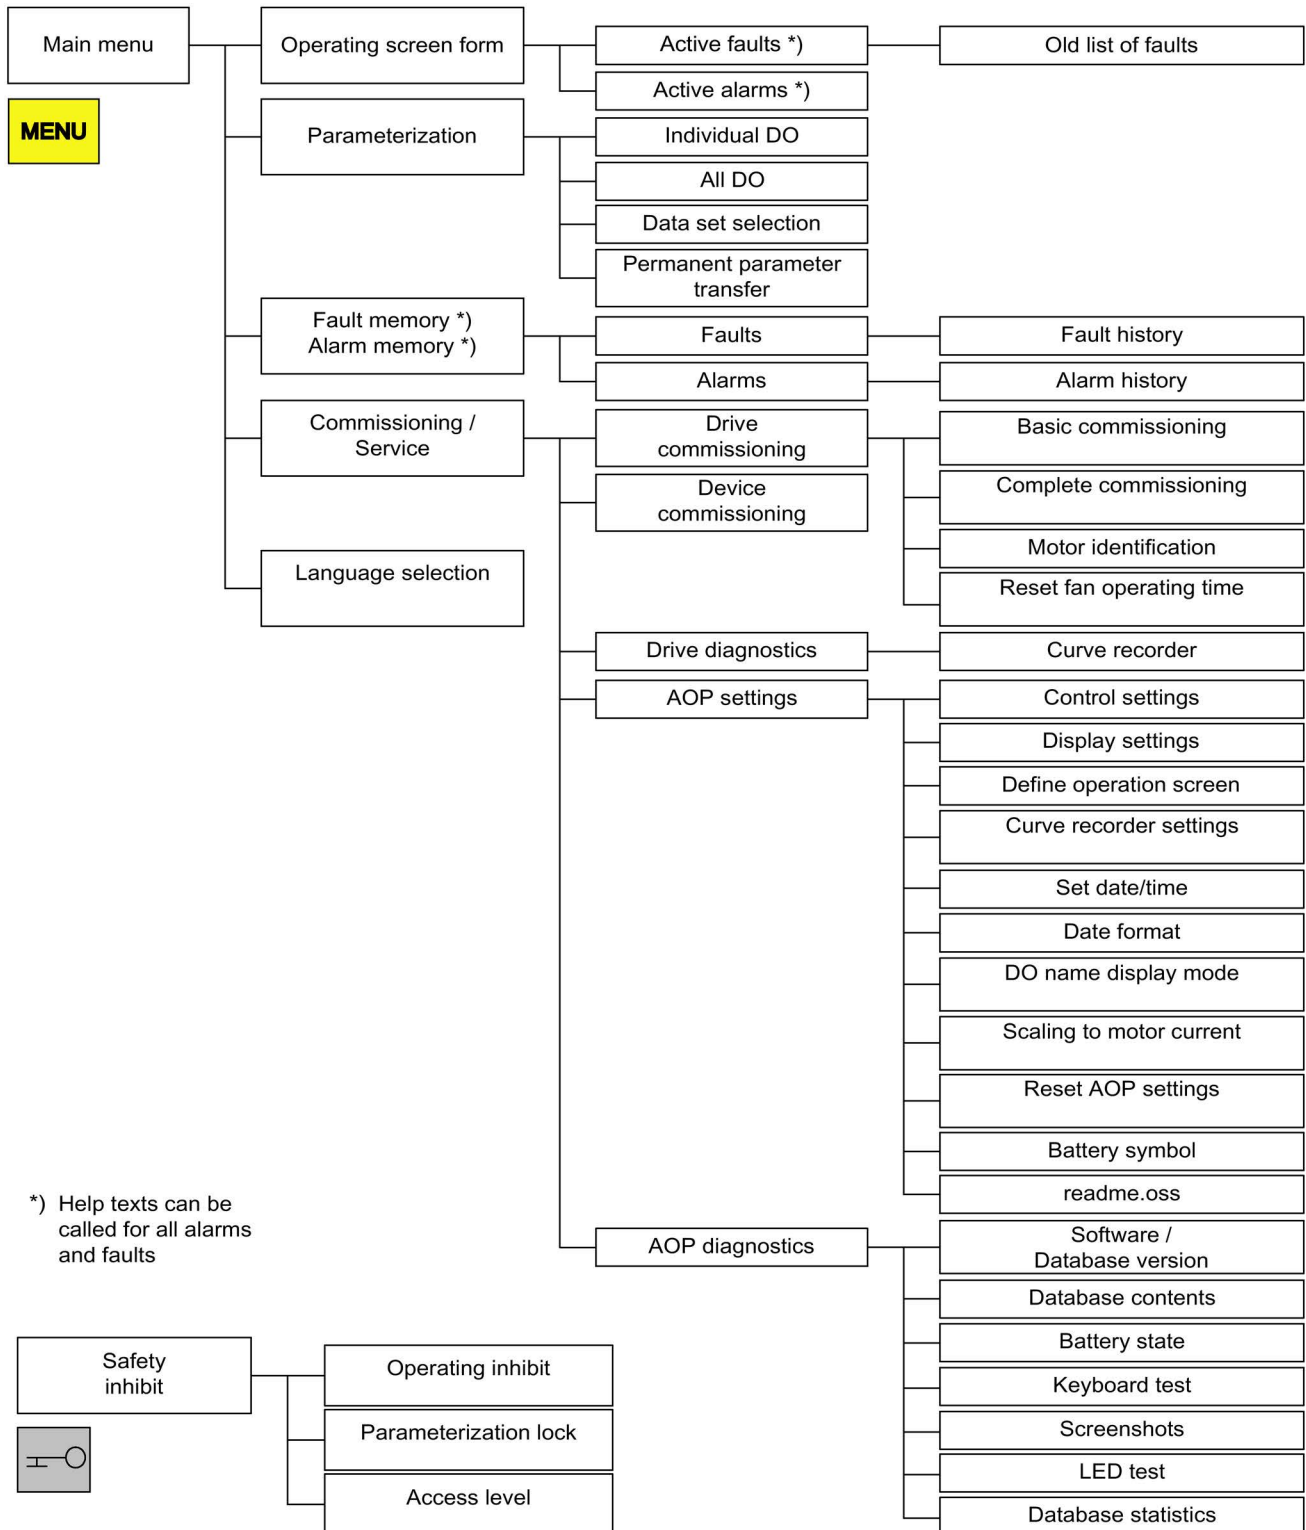 Main menu
MENU
Operating screen form
Active faults *)
Old list of faults
Active alarms *)
Parameterization
Individual DO
All DO
Data set selection
Permanent parameter
transfer
Fault memory *)
Alarm memory *)
Faults
Fault history
Alarms
Alarm history
Commissioning /
Service
Drive
commissioning
Basic commissioning
Complete commissioning
Motor identification
Reset fan operating time
Device
commissioning
Language selection
Drive diagnostics
Curve recorder
AOP settings
Control settings
Display settings
Define operation screen
Curve recorder settings
Set date/time
Date format
DO name display mode
Scaling to motor current
Reset AOP settings
Battery symbol
readme.oss
AOP diagnostics
Software /
Database version
Database contents
Battery state
Keyboard test
Screenshots
LED test
Database statistics
*) Help texts can be
called for all alarms
and faults
Safety
inhibit
Operating inhibit
Parameterization lock
Access level